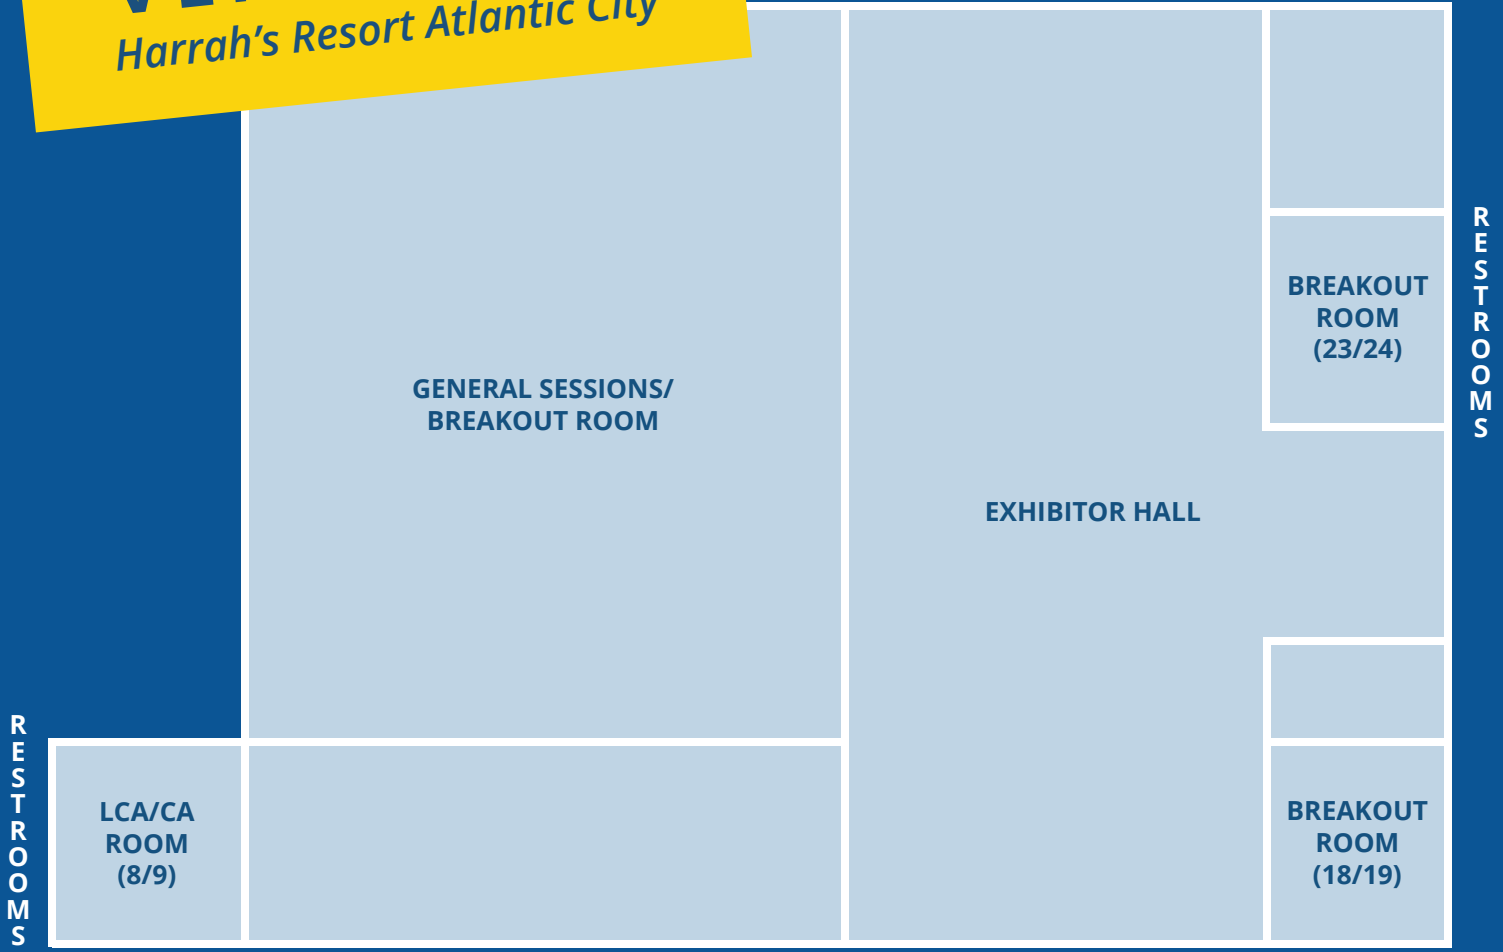 Harrah’s Resort Atlantic City
GENERAL SESSIONS/
BREAKOUT ROOM
EXHIBITOR HALL
BREAKOUT
ROOM
(23/24)
RESTROOMS
RESTROOMS
LCA/CA
ROOM
(8/9)
BREAKOUT
ROOM
(18/19)